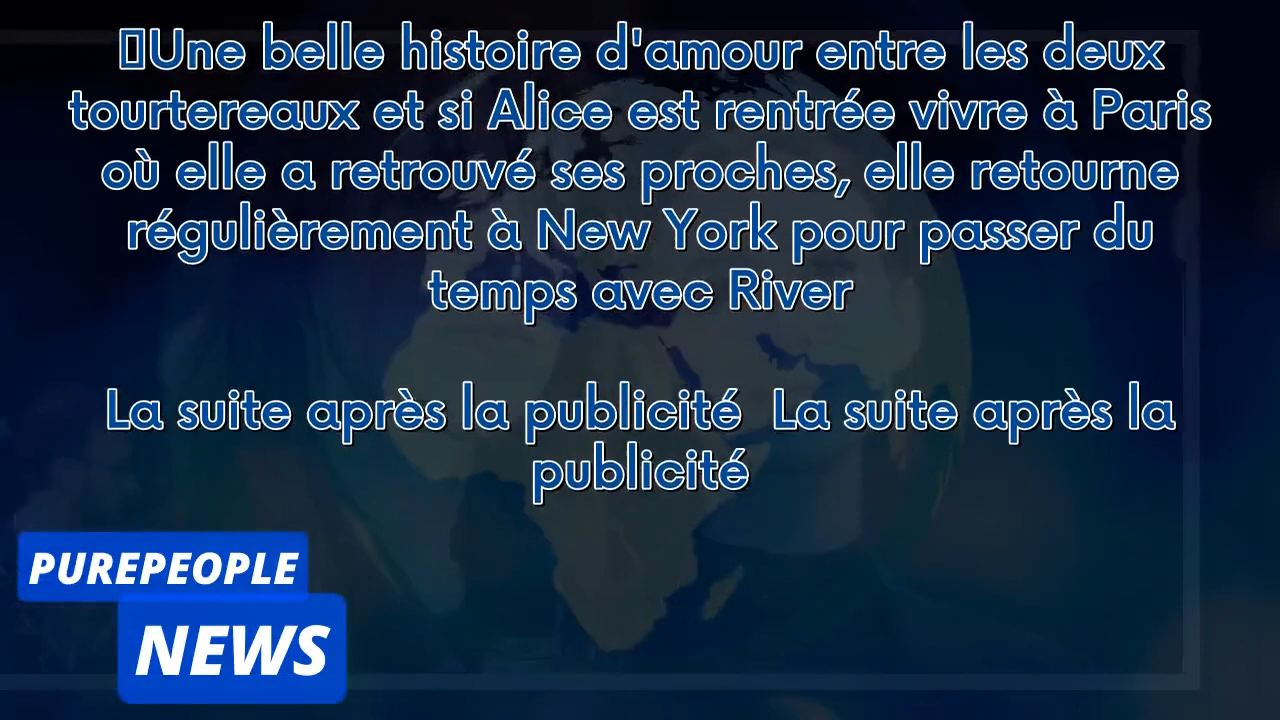 Une belle histoire d'amour entre les deux
tourtereaux et si Alice est rentrée vivre à Paris
où elle a retrouvé ses proches, elle retourne
régulièrement à New York pour passer du
temps avec River
La suite après la publicité La suite après la
publicité
PUREPEOPLE
NEWS